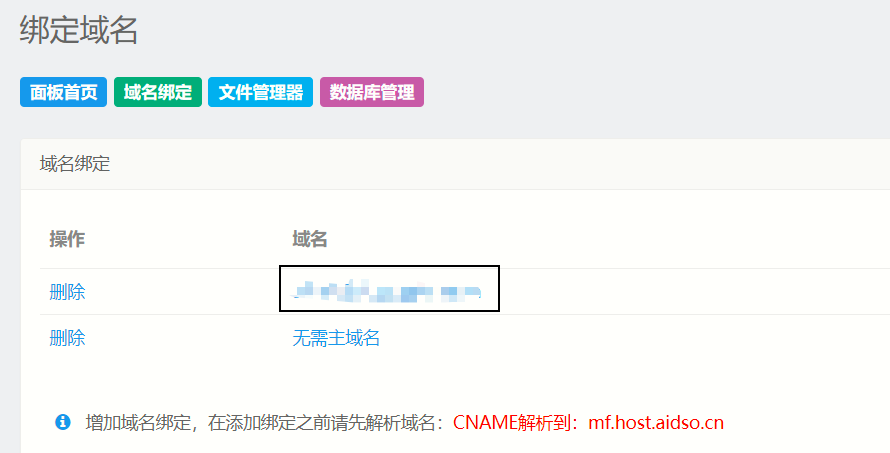 绑定域名
面板首页 域名绑定 文件管理器 数据库管理
域名绑定
操作 域名
删除
删除 无需主域名
增加域名绑定，在添加绑定之前请先解析域名：CNAME解析到：mf.host.aidso.cn